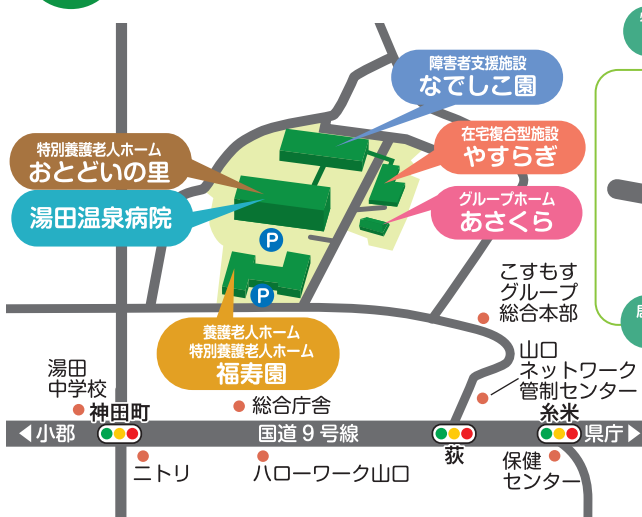 障害者支援施設
なでしこ園
特別養護老人ホーム
おとどいの里
在宅複合型施設
やすらぎ
湯田温泉病院
グループホーム
あさくら
P
P
こすもす
グループ
総合本部
養護老人ホーム
特別養護老人ホーム
福寿園
山口
ネットワーク
管制センター
湯田
中学校
神田町
総合庁舎
糸米
小郡
国道9号線
荻
県庁
ニトリ
ハローワーク山口
保健
センター